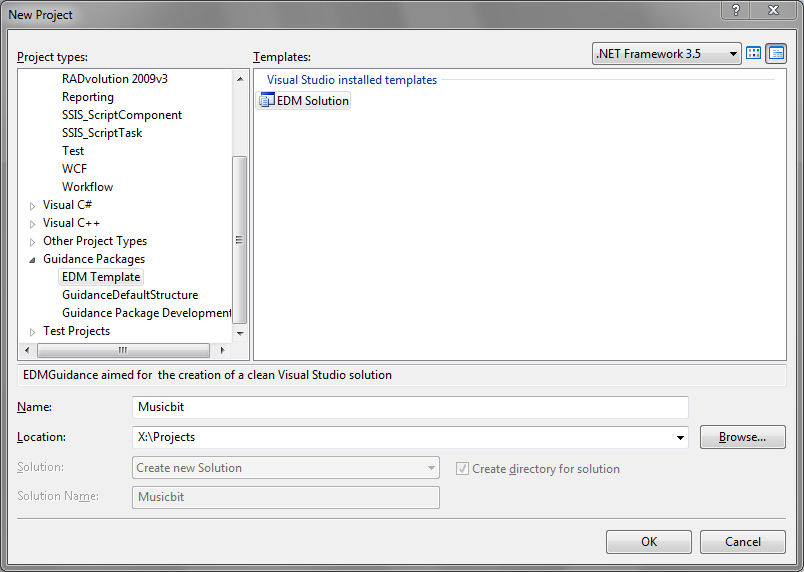 New Project
Project types:
Templates:
.NET Framework 3.5
RADvolution 2009v3
Reporting
SSIS_ScriptComponent
SSIS_ScriptTask
Test
WCF
Workflow
Visual C#
Visual C++
Other Project Types
Guidance Packages
EDM Template
GuidanceDefaultStructure
Guidance Package Development
Test Projects
Visual Studio installed templates
EDM Solution
EDMGuidance aimed for the creation of a clean Visual Studio solution
Name:
Musicbit
Location:
X:\Projects
Browse...
Solution:
Create new Solution
Create directory for solution
Solution Name:
Musicbit
OK
Cancel